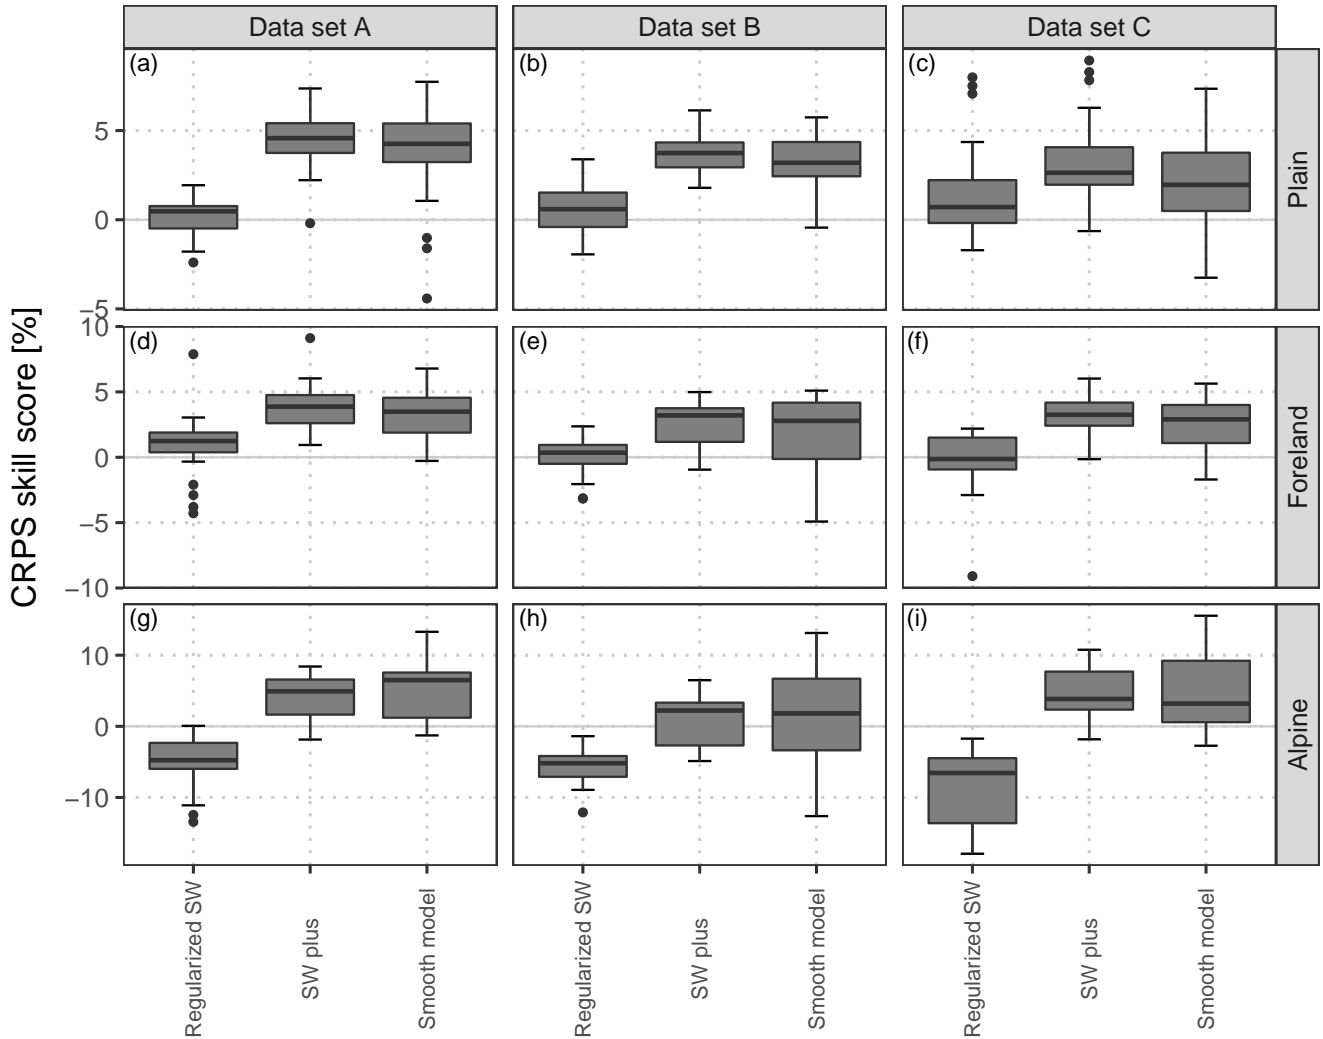 Data set A Data set B Data set C
(a) (b) (c)
5
0
−5
Plain
CRPS skill score [%]
10
(d) (e) (f)
5
0
−5
−10
Foreland
(g) (h) (i)
10
0
−10
Alpine
Regularized SW SW plus Smooth model Regularized SW SW plus Smooth model Regularized SW SW plus Smooth model